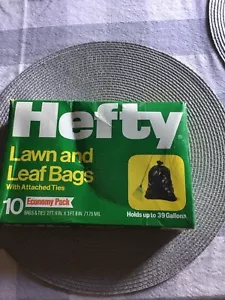 Hefty
Lawn and
Leaf Bags
With Attached Ties
10 Economy Pack
Holds up to 39 Gallons